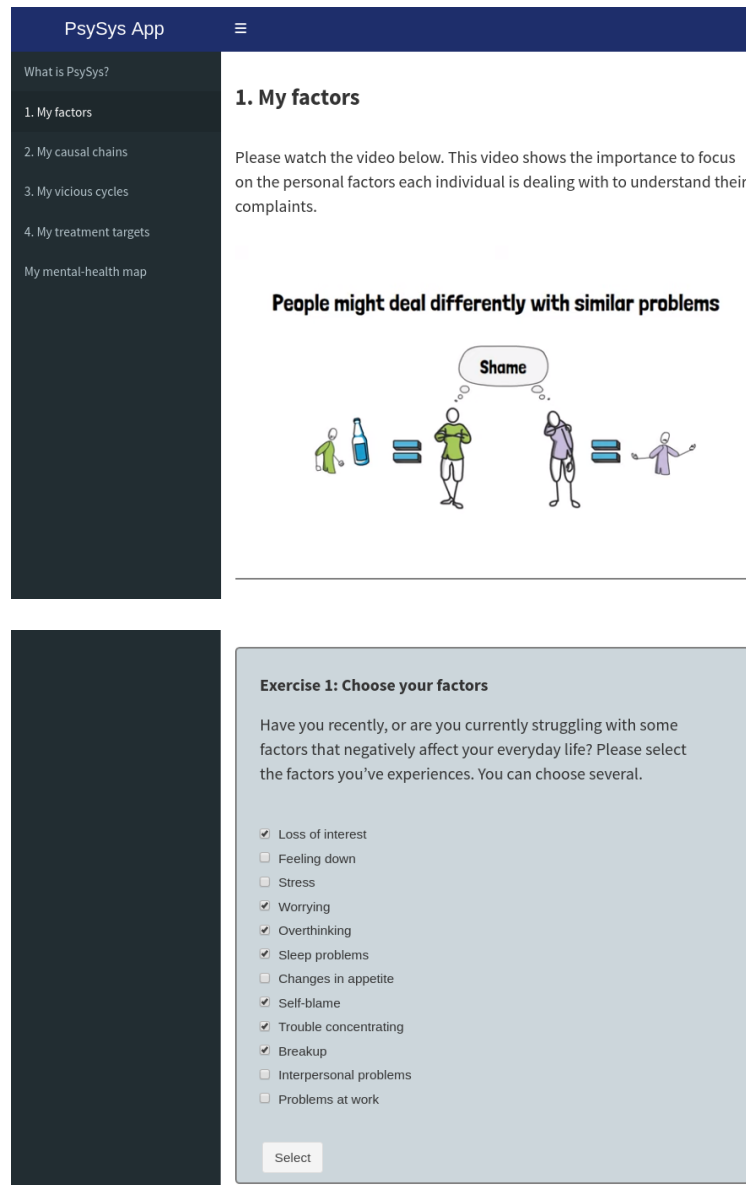 PsySys App
☰
What is PsySys?
1. My factors
2. My causal chains
3. My vicious cycles
4. My treatment targets
My mental-health map
1. My factors
Please watch the video below. This video shows the importance to focus
on the personal factors each individual is dealing with to understand their
complaints.
People might deal differently with similar problems
Shame
Exercise 1: Choose your factors
Have you recently, or are you currently struggling with some
factors that negatively affect your everyday life? Please select
the factors you’ve experiences. You can choose several.
Loss of interest
Feeling down
Stress
Worrying
Overthinking
Sleep problems
Changes in appetite
Self-blame
Trouble concentrating
Breakup
Interpersonal problems
Problems at work
Select